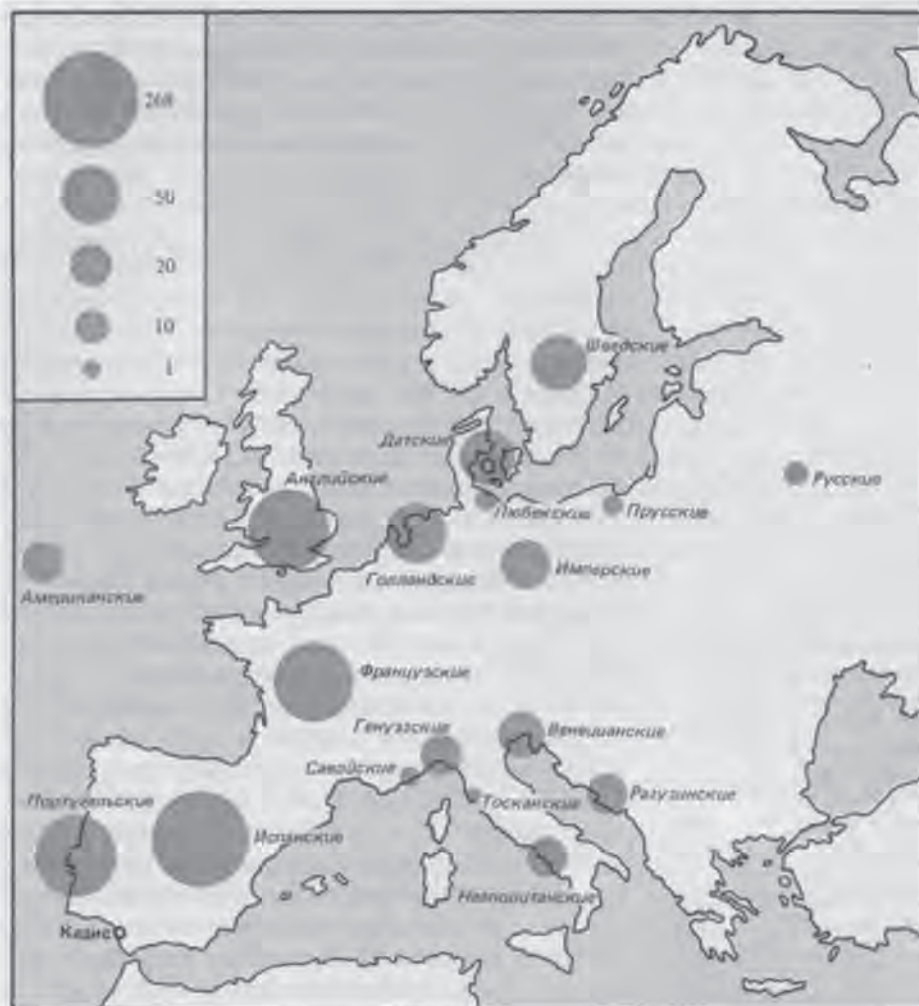 268
50
20
10
1
Шведские
Датские
Английские
Русские
Любекские
Прусские
Голландские
Имперские
Американские
Французские
Генуэзские
Венецианские
Савойские
Тосканские
Рагузинские
Португальские
Испанские
Неаполитанские
Кадис